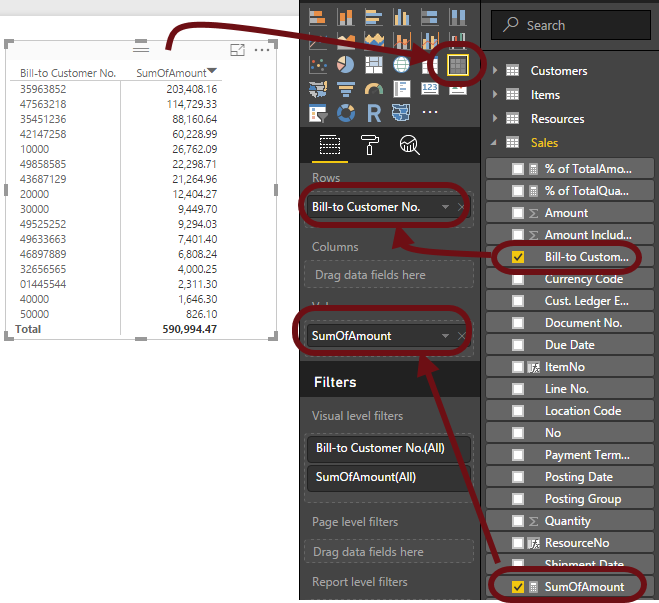 Bill-to Customer No. SumOfAmount
35963852 203,408.16
47563218 114,729.33
35451236 88,160.64
42147258 60,228.99
10000 26,762.09
49858585 22,298.71
43687129 21,264.96
20000 12,404.27
30000 9,449.70
49525252 9,294.03
49633663 7,401.40
46897889 6,808.24
32656565 4,000.25
01445544 2,311.30
40000 1,646.30
50000 826.10
Total 590,994.47
R
123
Rows
Bill-to Customer No.
Columns
Drag data fields here
SumOfAmount
Filters
Visual level filters
Bill-to Customer No.(All)
SumOfAmount(All)
Page level filters
Drag data fields here
Report level filters
Search
Customers
Items
Resources
Sales
% of TotalAmo...
% of TotalQua...
Amount
Amount Includ...
Bill-to Custom...
Currency Code
Cust. Ledger E...
Document No.
Due Date
ItemNo
Line No.
Location Code
No
Payment Term...
Posting Date
Posting Group
Quantity
ResourceNo
Shipment Date
SumOfAmount